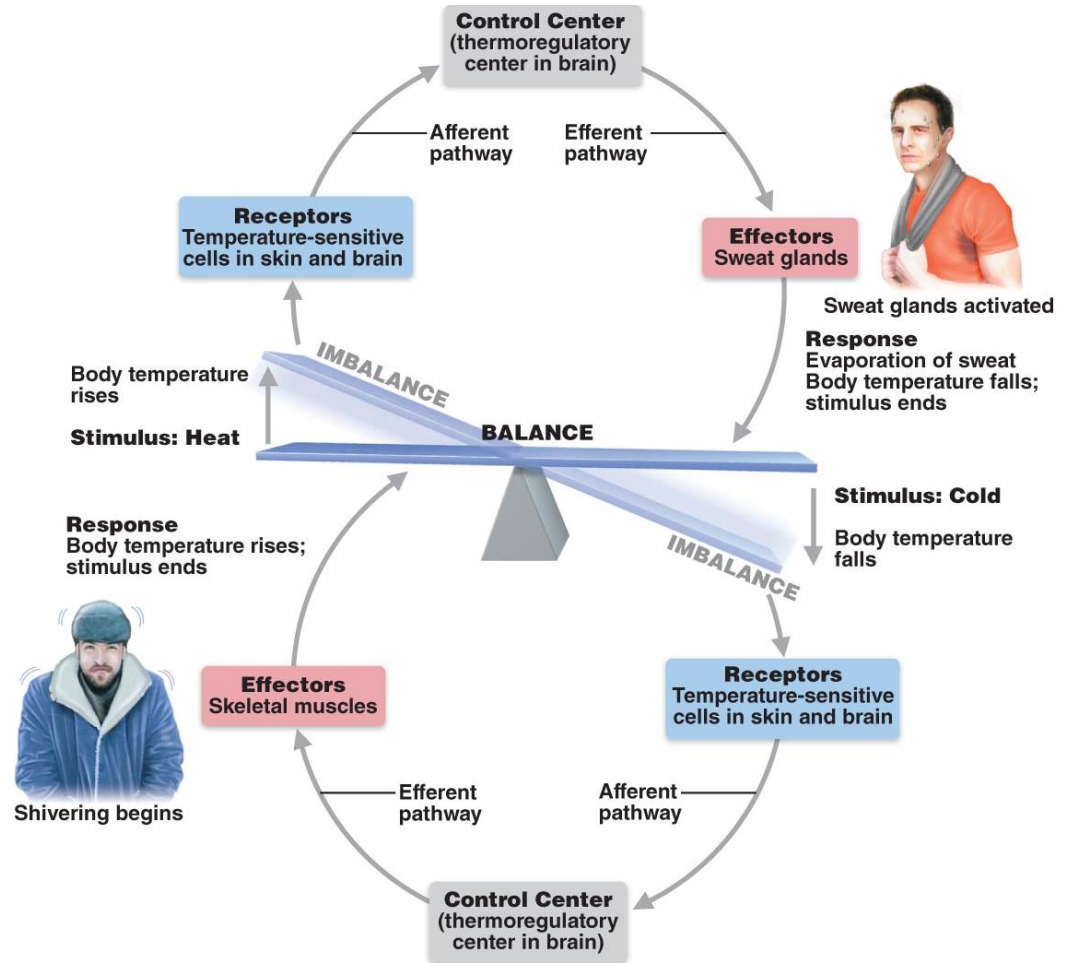 Control Center
(thermoregulatory
center in brain)
Afferent
pathway
Efferent
pathway
Receptors
Temperature-sensitive
cells in skin and brain
Effectors
Sweat glands
Sweat glands activated
Response
Evaporation of sweat
Body temperature falls;
stimulus ends
IMBALANCE
Body temperature
rises
Stimulus: Heat
BALANCE
Stimulus: Cold
Body temperature
falls
IMBALANCE
Response
Body temperature rises;
stimulus ends
Effectors
Skeletal muscles
Shivering begins
Receptors
Temperature-sensitive
cells in skin and brain
Efferent
pathway
Afferent
pathway
Control Center
(thermoregulatory
center in brain)